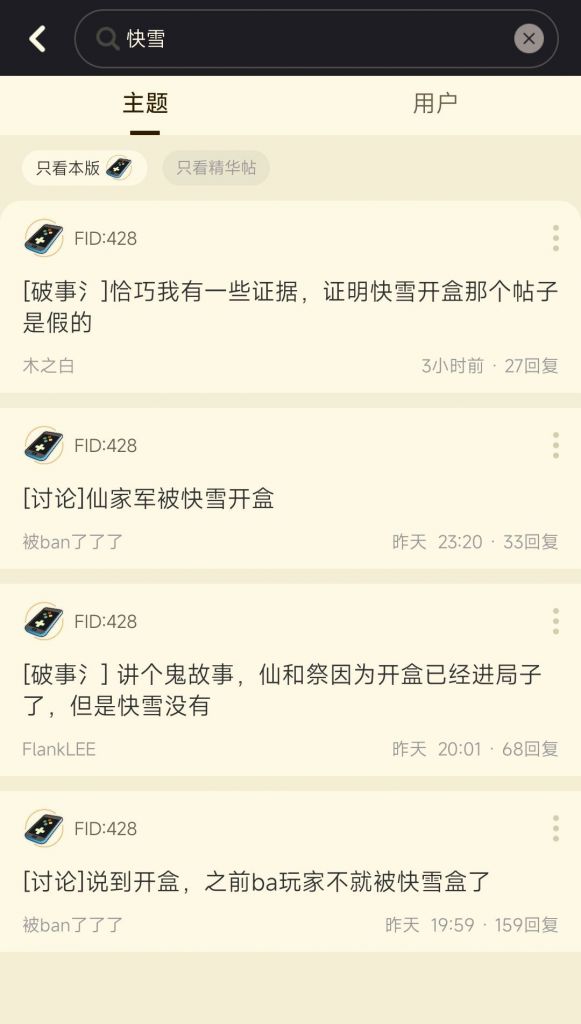 快雪
主题 用户
只看本版 只看精华帖
FID:428
[破事氵]恰巧我有一些证据，证明快雪开盒那个帖子
是假的
木之白 3小时前 · 27回复
FID:428
[讨论]仙家军被快雪开盒
被ban了了了 昨天 23:20 · 33回复
FID:428
[破事氵] 讲个鬼故事，仙和祭因为开盒已经进局子
了，但是快雪没有
FlankLEE 昨天 20:01 · 68回复
FID:428
[讨论]说到开盒，之前ba玩家不就被快雪盒了
被ban了了了 昨天 19:59 · 159回复